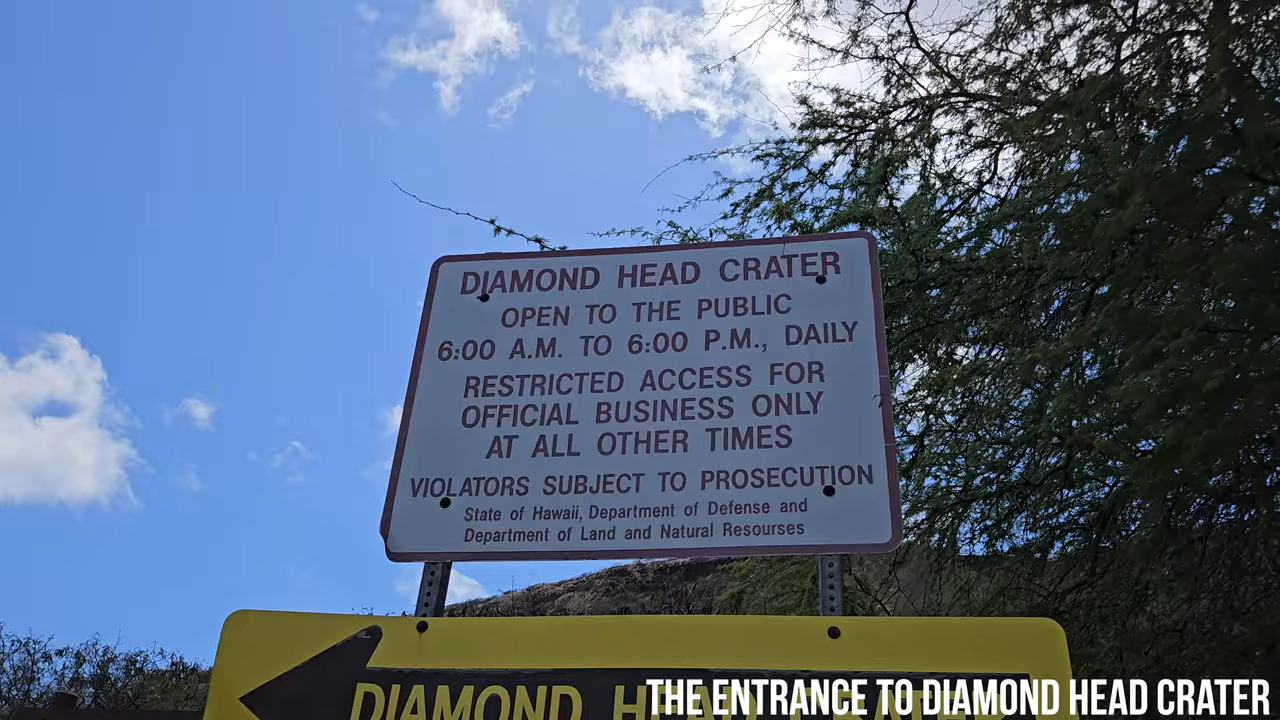 DIAMOND HEAD CRATER
OPEN TO THE PUBLIC
6:00 A.M. TO 6:00 P.M., DAILY
RESTRICTED ACCESS FOR
OFFICIAL BUSINESS ONLY
AT ALL OTHER TIMES
VIOLATORS SUBJECT TO PROSECUTION
State of Hawaii, Department of Defense and
Department of Land and Natural Resourses
DIAMOND HEAD CRATER
THE ENTRANCE TO DIAMOND HEAD CRATER